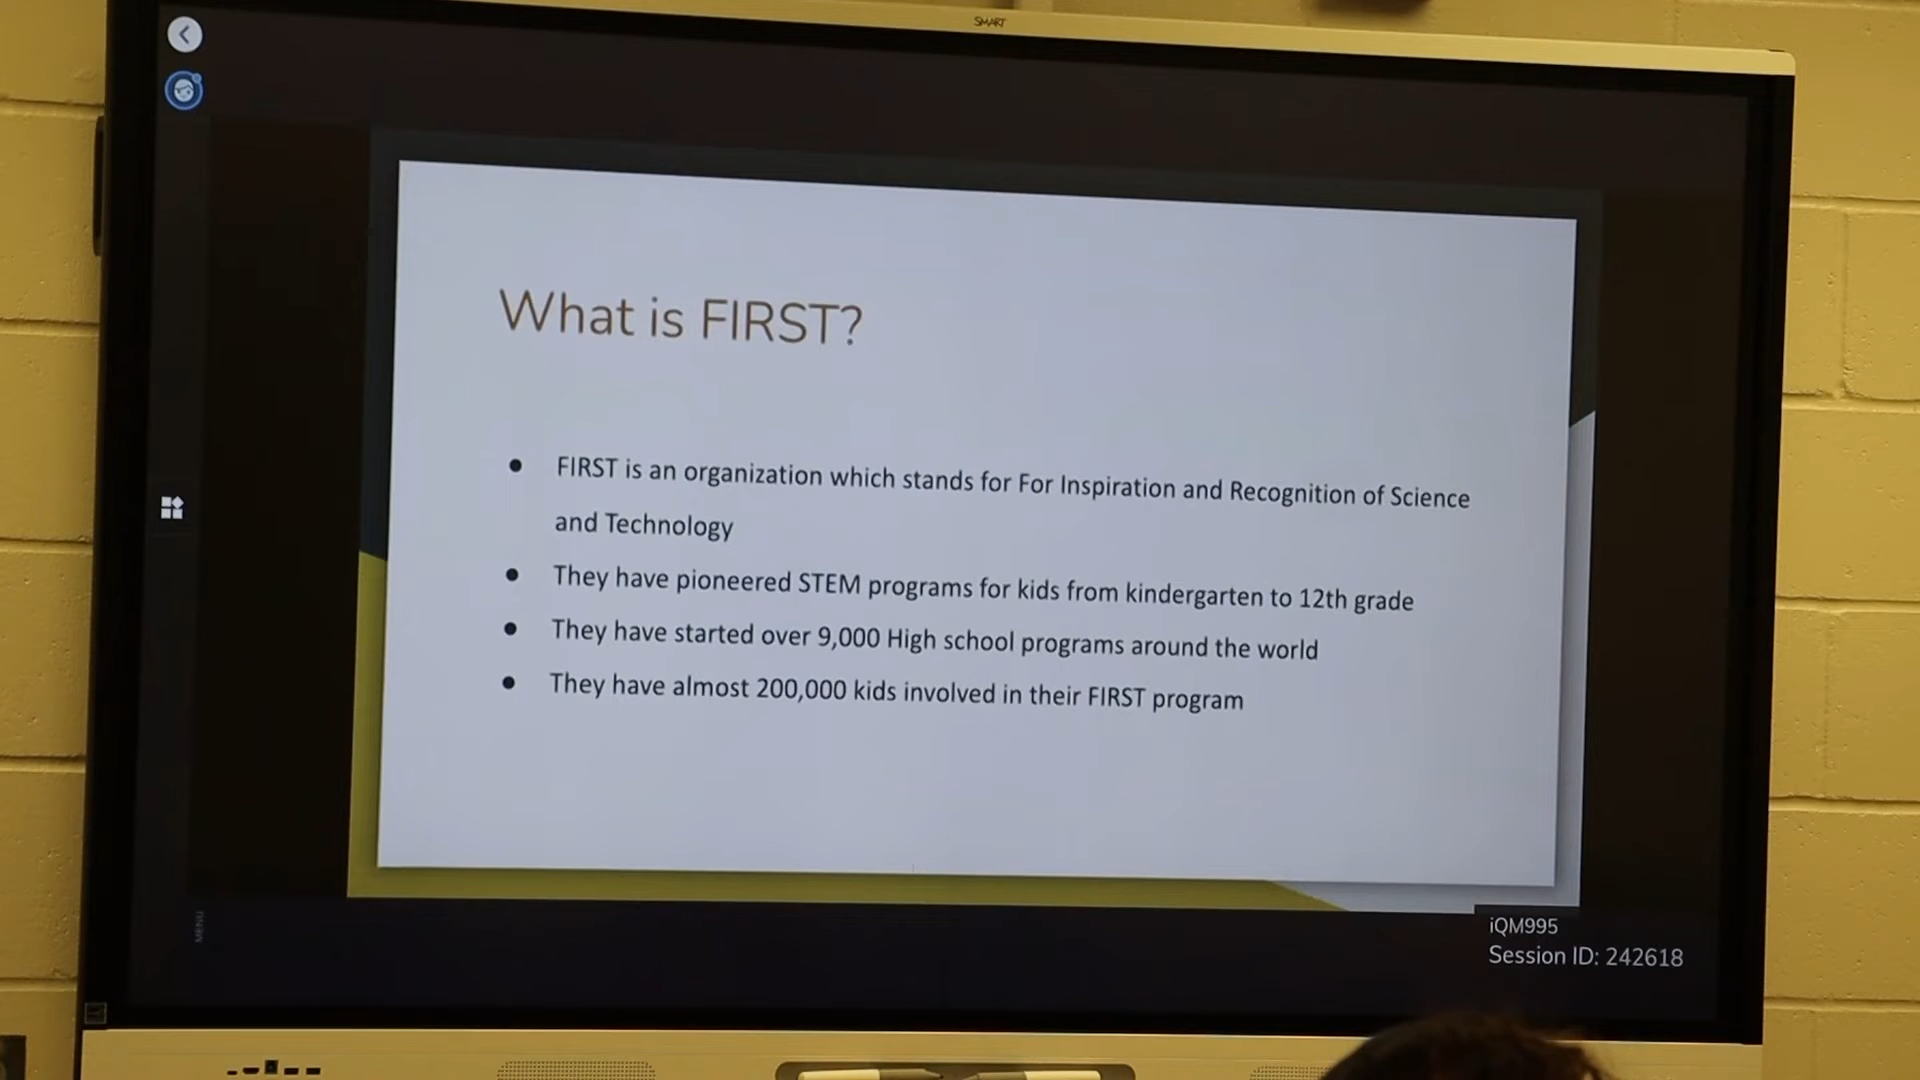 SMART
What is FIRST?
● FIRST is an organization which stands for For Inspiration and Recognition of Science
and Technology
● They have pioneered STEM programs for kids from kindergarten to 12th grade
● They have started over 9,000 High school programs around the world
● They have almost 200,000 kids involved in their FIRST program
MENU
iQM995
Session ID: 242618